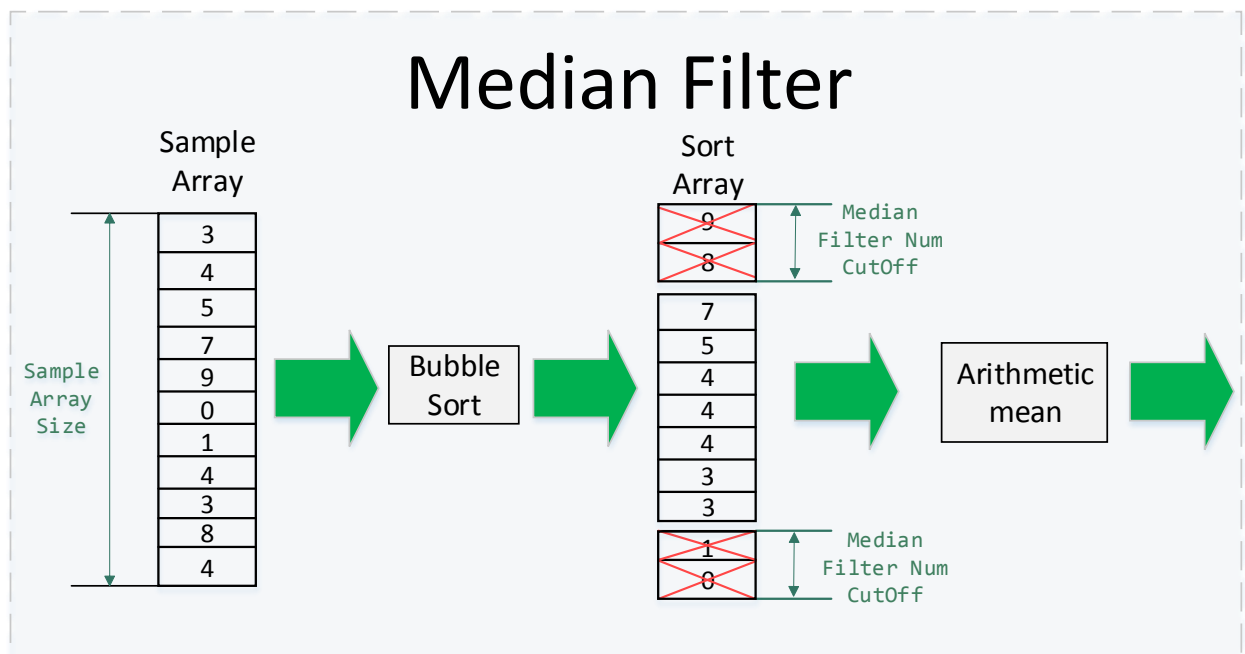 Median Filter
Sample
Array
3
4
5
7
9
0
1
4
3
8
4
Sample
Array
Size
Bubble
Sort
Sort
Array
9
8
7
5
4
4
4
3
3
1
0
Median
Filter Num
CutOff
Median
Filter Num
CutOff
Arithmetic
mean